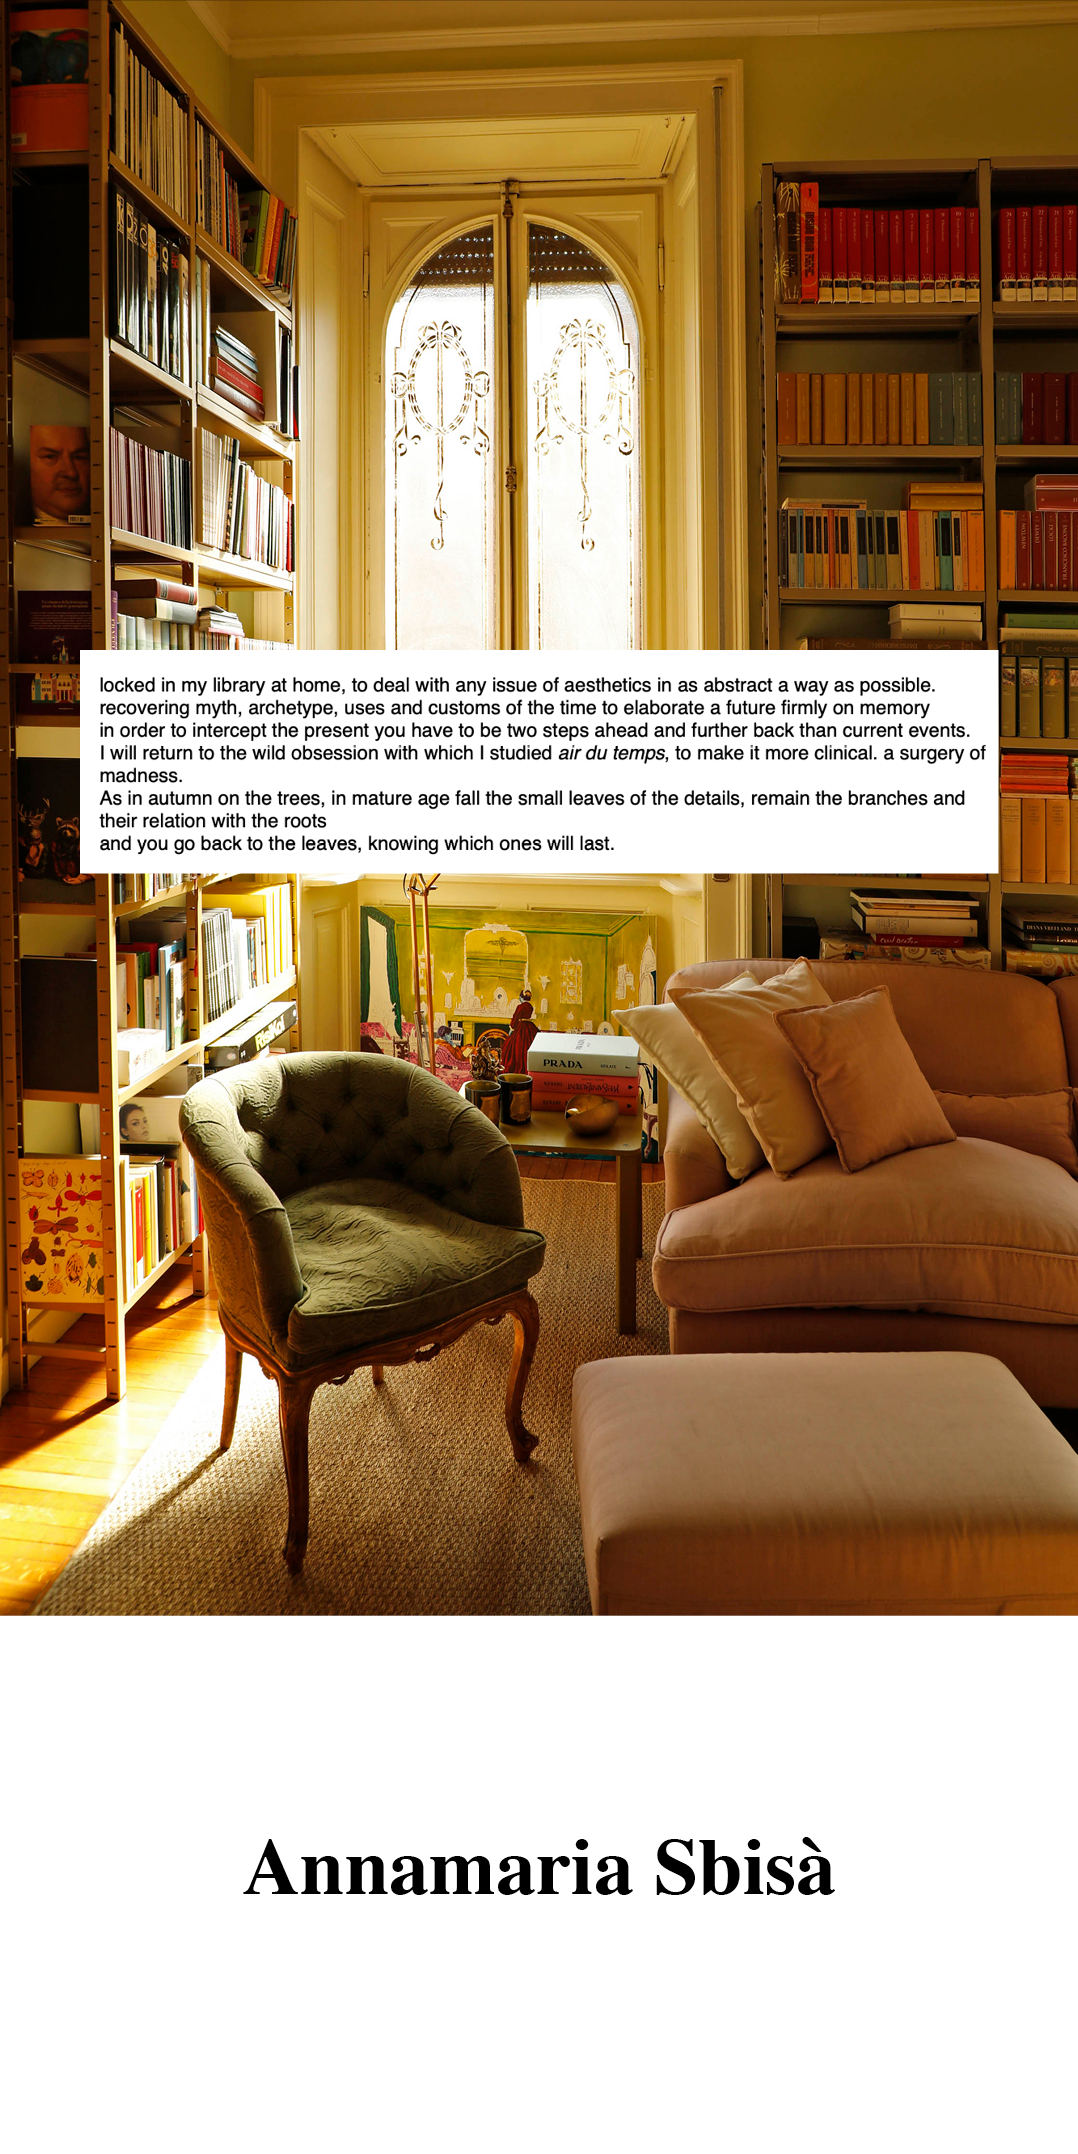 locked in my library at home, to deal with any issue of aesthetics in as abstract a way as possible.
recovering myth, archetype, uses and customs of the time to elaborate a future firmly on memory
in order to intercept the present you have to be two steps ahead and further back than current events.
I will return to the wild obsession with which I studied air du temps, to make it more clinical. a surgery of
madness.
As in autumn on the trees, in mature age fall the small leaves of the details, remain the branches and
their relation with the roots
and you go back to the leaves, knowing which ones will last.
PRADA
Annamaria Sbisà